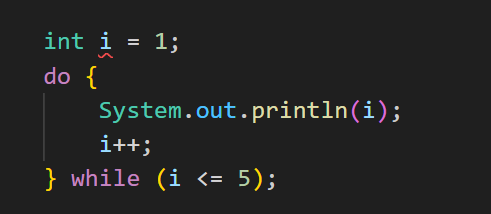 int i = 1;
do {
    System.out.println(i);
    i++;
} while (i <= 5);